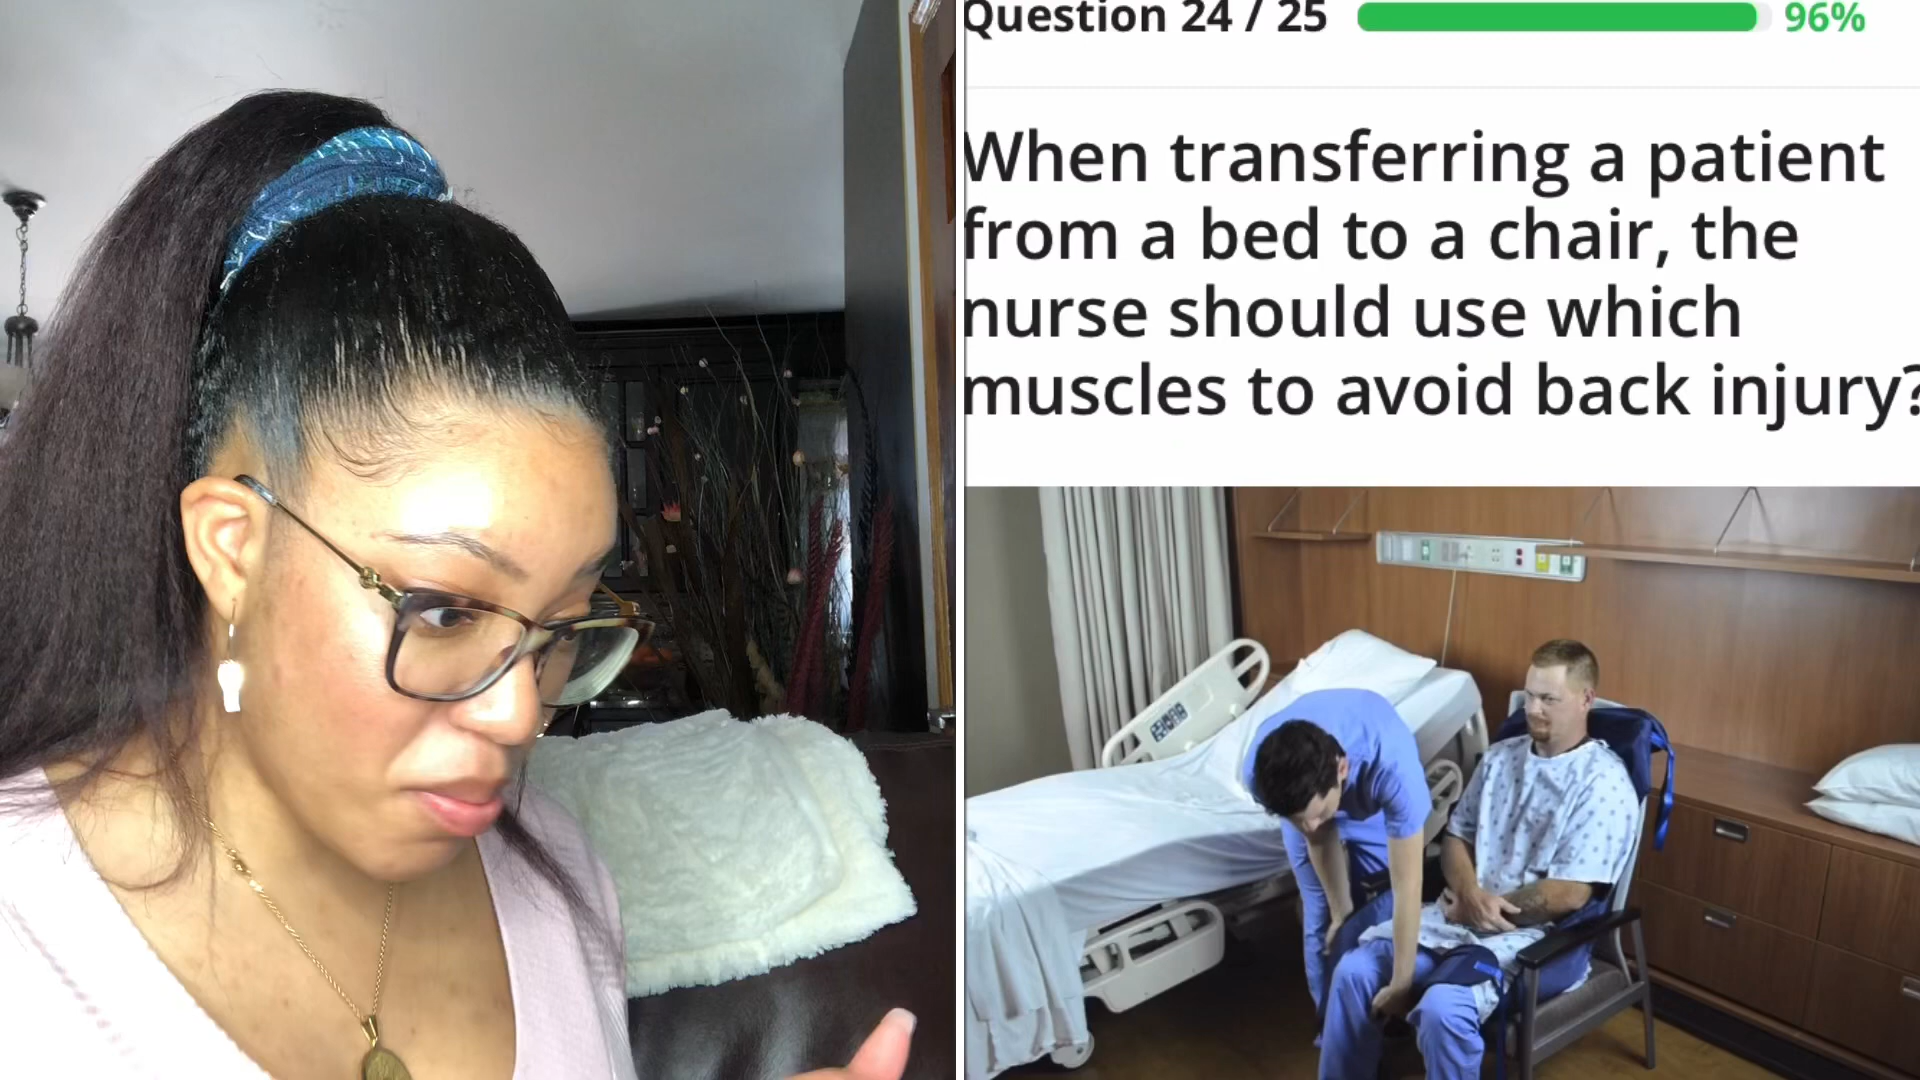 Question 24 / 25 96%
When transferring a patient
from a bed to a chair, the
nurse should use which
muscles to avoid back injury?